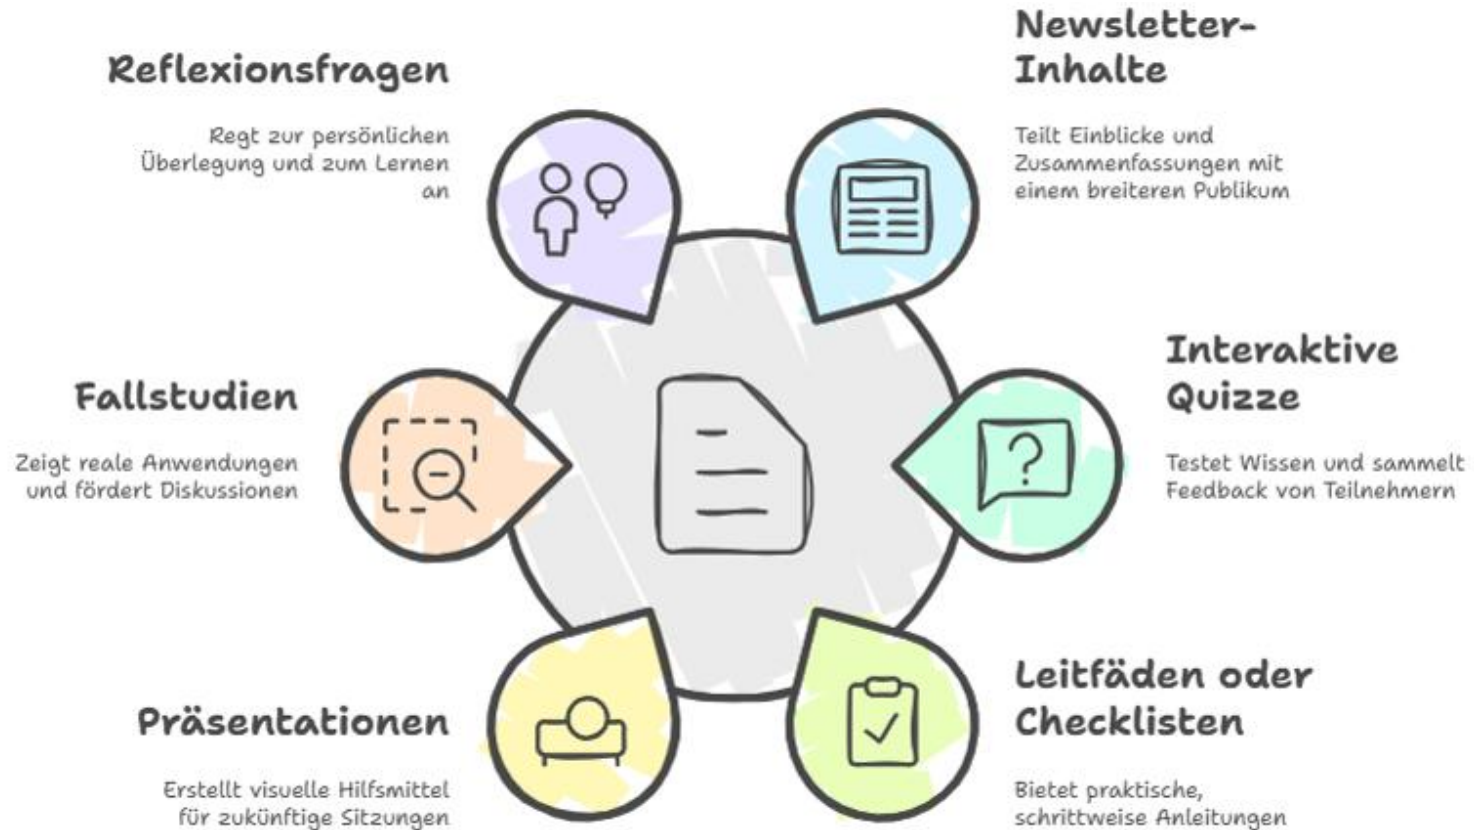 Reflexionsfragen
Regt zur persönlichen
Überlegung und zum Lernen
an
Newsletter-
Inhalte
Teilt Einblicke und
Zusammenfassungen mit
einem breiteren Publikum
Fallstudien
Zeigt reale Anwendungen
und fördert Diskussionen
Interaktive
Quizze
Testet Wissen und sammelt
Feedback von Teilnehmern
Präsentationen
Erstellt visuelle Hilfsmittel
für zukünftige Sitzungen
Leitfäden oder
Checklisten
Bietet praktische,
schrittweise Anleitungen